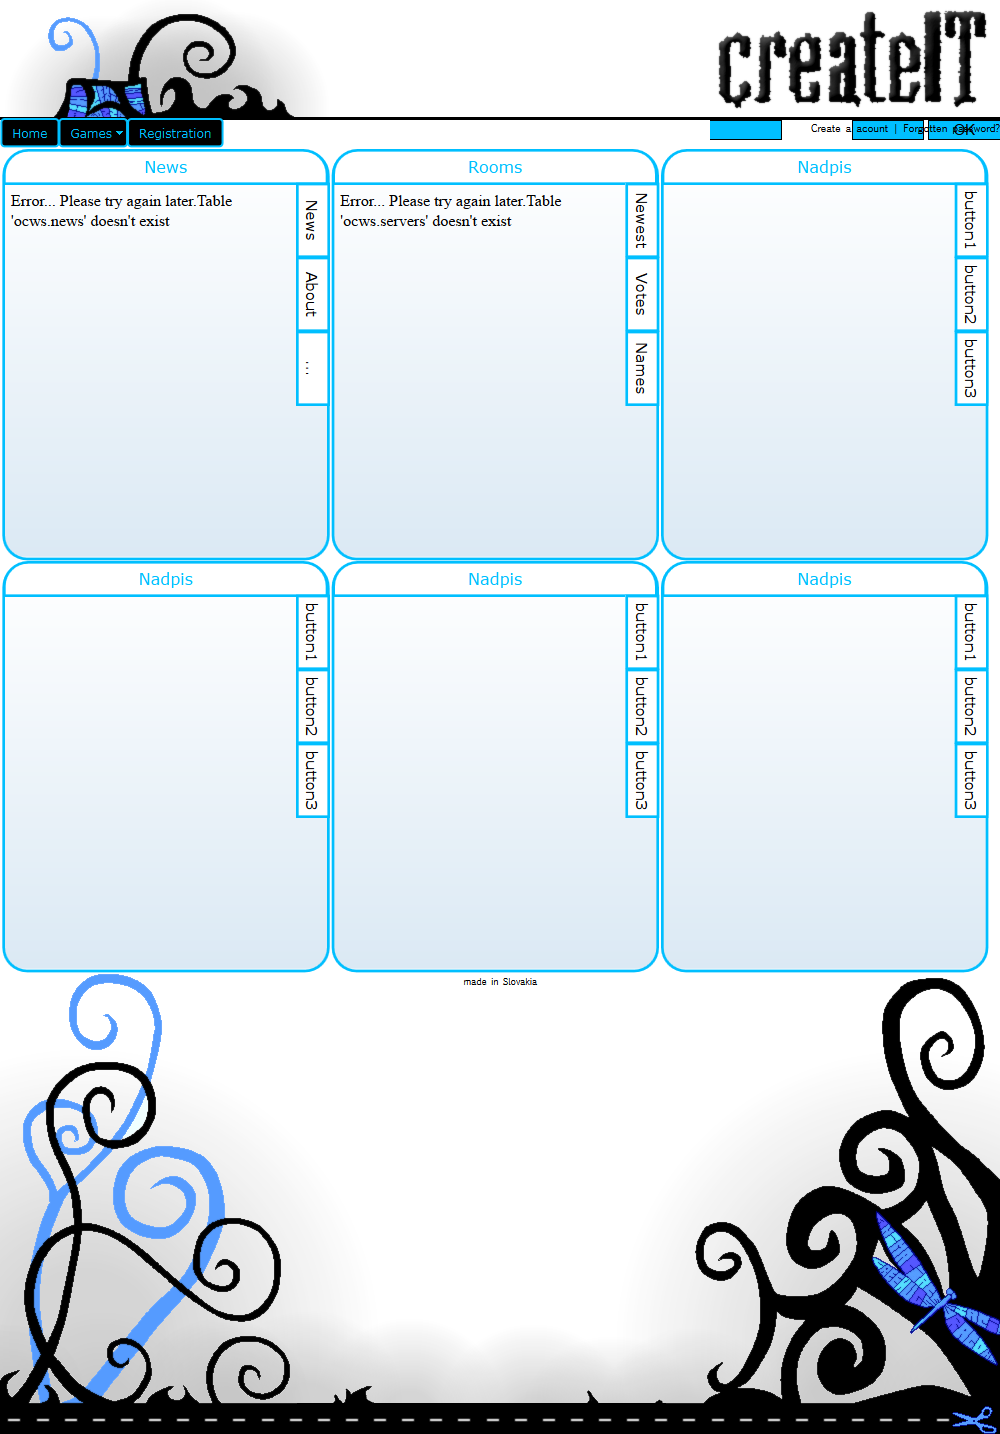 createIT
Home
Games
Registration
Create a acount | Forgotten password?
OK
News
Rooms
Nadpis
Error... Please try again later.Table
'ocws.news' doesn't exist
News
About
...
Error... Please try again later.Table
'ocws.servers' doesn't exist
Newest
Votes
Names
button1
button2
button3
Nadpis
Nadpis
Nadpis
button1
button2
button3
button1
button2
button3
button1
button2
button3
made in Slovakia